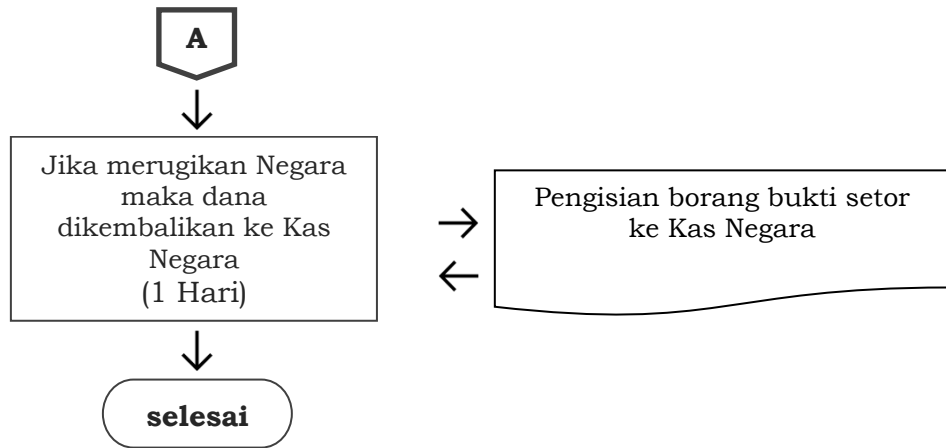 A
Jika merugikan Negara
maka dana
dikembalikan ke Kas
Negara
(1 Hari)
Pengisian borang bukti setor
ke Kas Negara
selesai